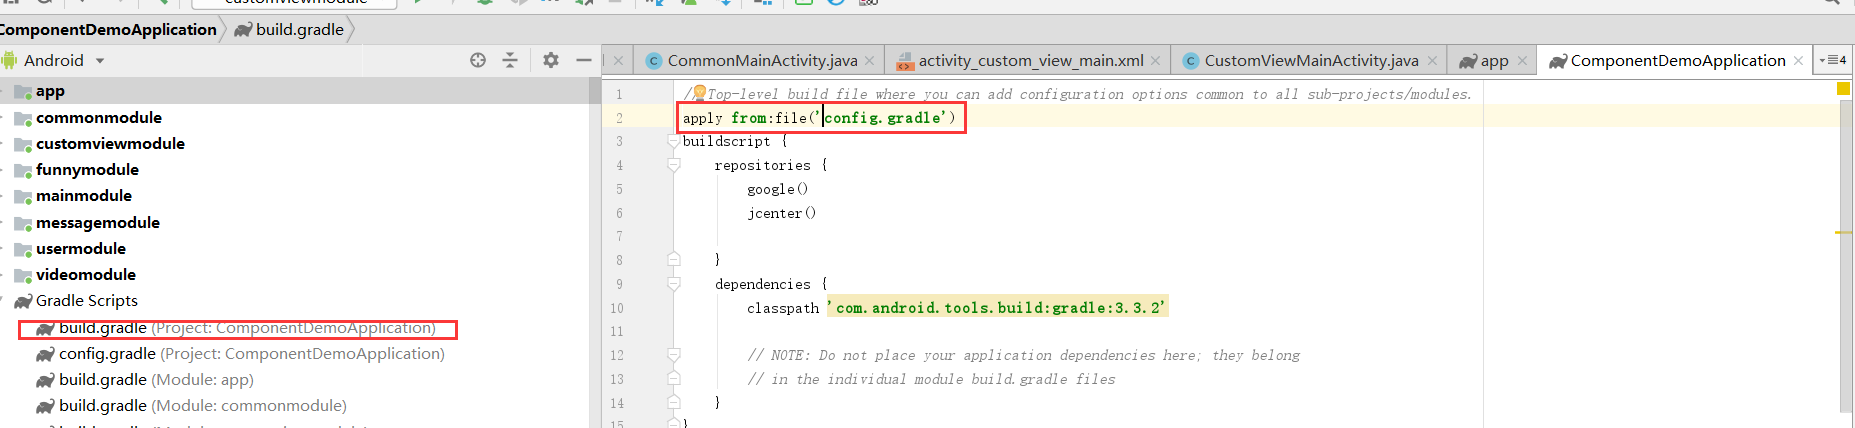 customviewmodule
ComponentDemoApplication build.gradle
Android
app
commonmodule
customviewmodule
funnymodule
mainmodule
messagemodule
usermodule
videomodule
Gradle Scripts
build.gradle (Project: ComponentDemoApplication)
config.gradle (Project: ComponentDemoApplication)
build.gradle (Module: app)
build.gradle (Module: commonmodule)
CommonMainActivity.java activity_custom_view_main.xml CustomViewMainActivity.java app ComponentDemoApplication 4
1 // Top-level build file where you can add configuration options common to all sub-projects/modules.
2 apply from:file('config.gradle')
3 buildscript {
4 repositories {
5 google()
6 jcenter()
7
8 }
9 dependencies {
10 classpath 'com.android.tools.build:gradle:3.3.2'
11
12 // NOTE: Do not place your application dependencies here; they belong
13 // in the individual module build.gradle files
14 }
15 }